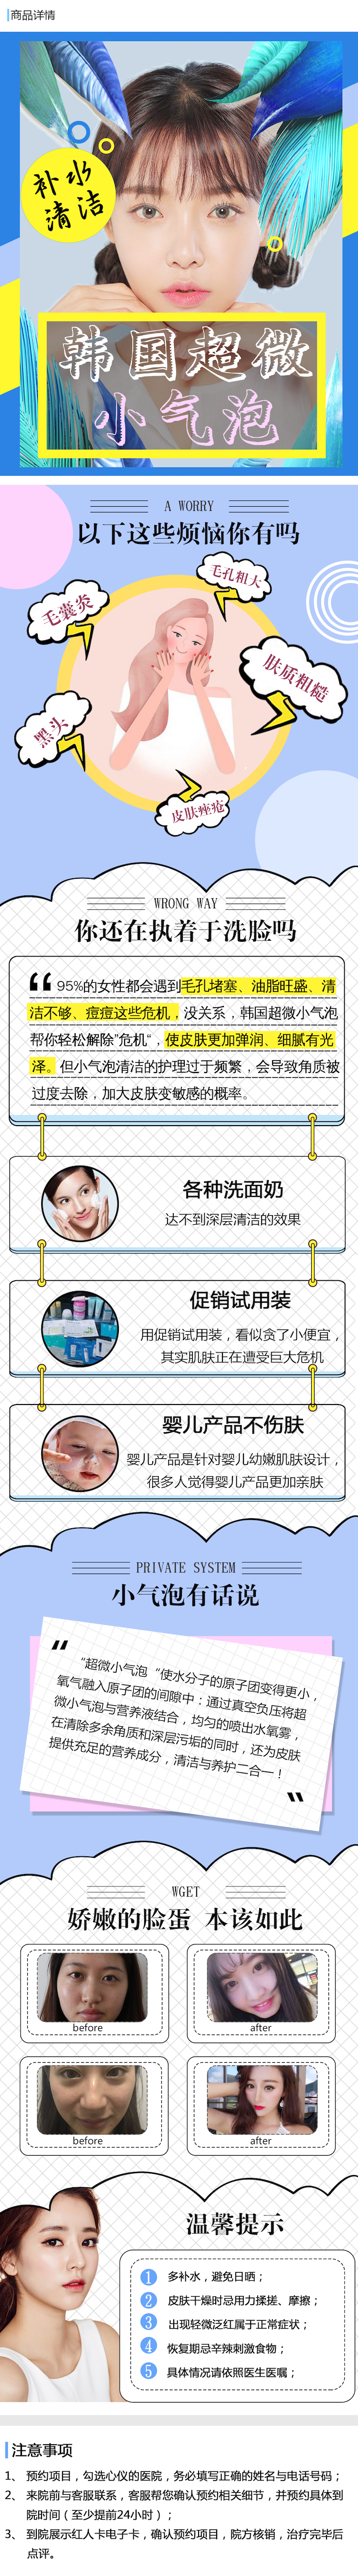 商品详情
补水
清洁
韩国超微
小气泡
A WORRY
以下这些烦恼你有吗
毛孔粗大
毛囊炎
肤质粗糙
黑头
皮肤痤疮
WRONG WAY
你还在执着于洗脸吗
“95%的女性都会遇到毛孔堵塞、油脂旺盛、清
洁不够、痘痘这些危机，没关系，韩国超微小气泡
帮你轻松解除"危机"，使皮肤更加弹润、细腻有光
泽。但小气泡清洁的护理过于频繁，会导致角质被
过度去除，加大皮肤变敏感的概率。
各种洗面奶
达不到深层清洁的效果
促销试用装
用促销试用装，看似贪了小便宜，
其实肌肤正在遭受巨大危机
婴儿产品不伤肤
婴儿产品是针对婴儿幼嫩肌肤设计，
很多人觉得婴儿产品更加亲肤
PRIVATE SYSTEM
小气泡有话说
“超微小气泡“使水分子的原子团变得更小，
氧气融入原子团的间隙中：通过真空负压将超
微小气泡与营养液结合，均匀的喷出水氧雾，
在清除多余角质和深层污垢的同时，还为皮肤
提供充足的营养成分，清洁与养护二合一！
WGET
娇嫩的脸蛋 本该如此
before
after
before
after
温馨提示
1 多补水，避免日晒；
2 皮肤干燥时忌用力揉搓、摩擦；
3 出现轻微泛红属于正常症状；
4 恢复期忌辛辣刺激食物；
5 具体情况请依照医生医嘱；
注意事项
1、 预约项目，勾选心仪的医院，务必填写正确的姓名与电话号码；
2、 来院前与客服联系，客服帮您确认预约相关细节，并预约具体到
院时间（至少提前24小时）；
3、 到院展示红人卡电子卡，确认预约项目，院方核销，治疗完毕后
点评。